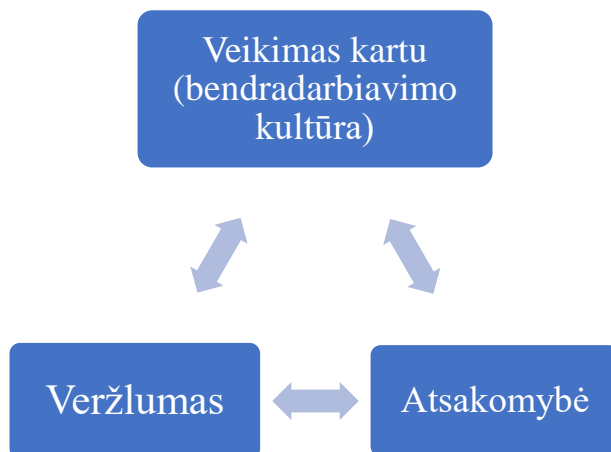 Veikimas kartu
(bendradarbiavimo
kultūra)
Veržlumas
Atsakomybė